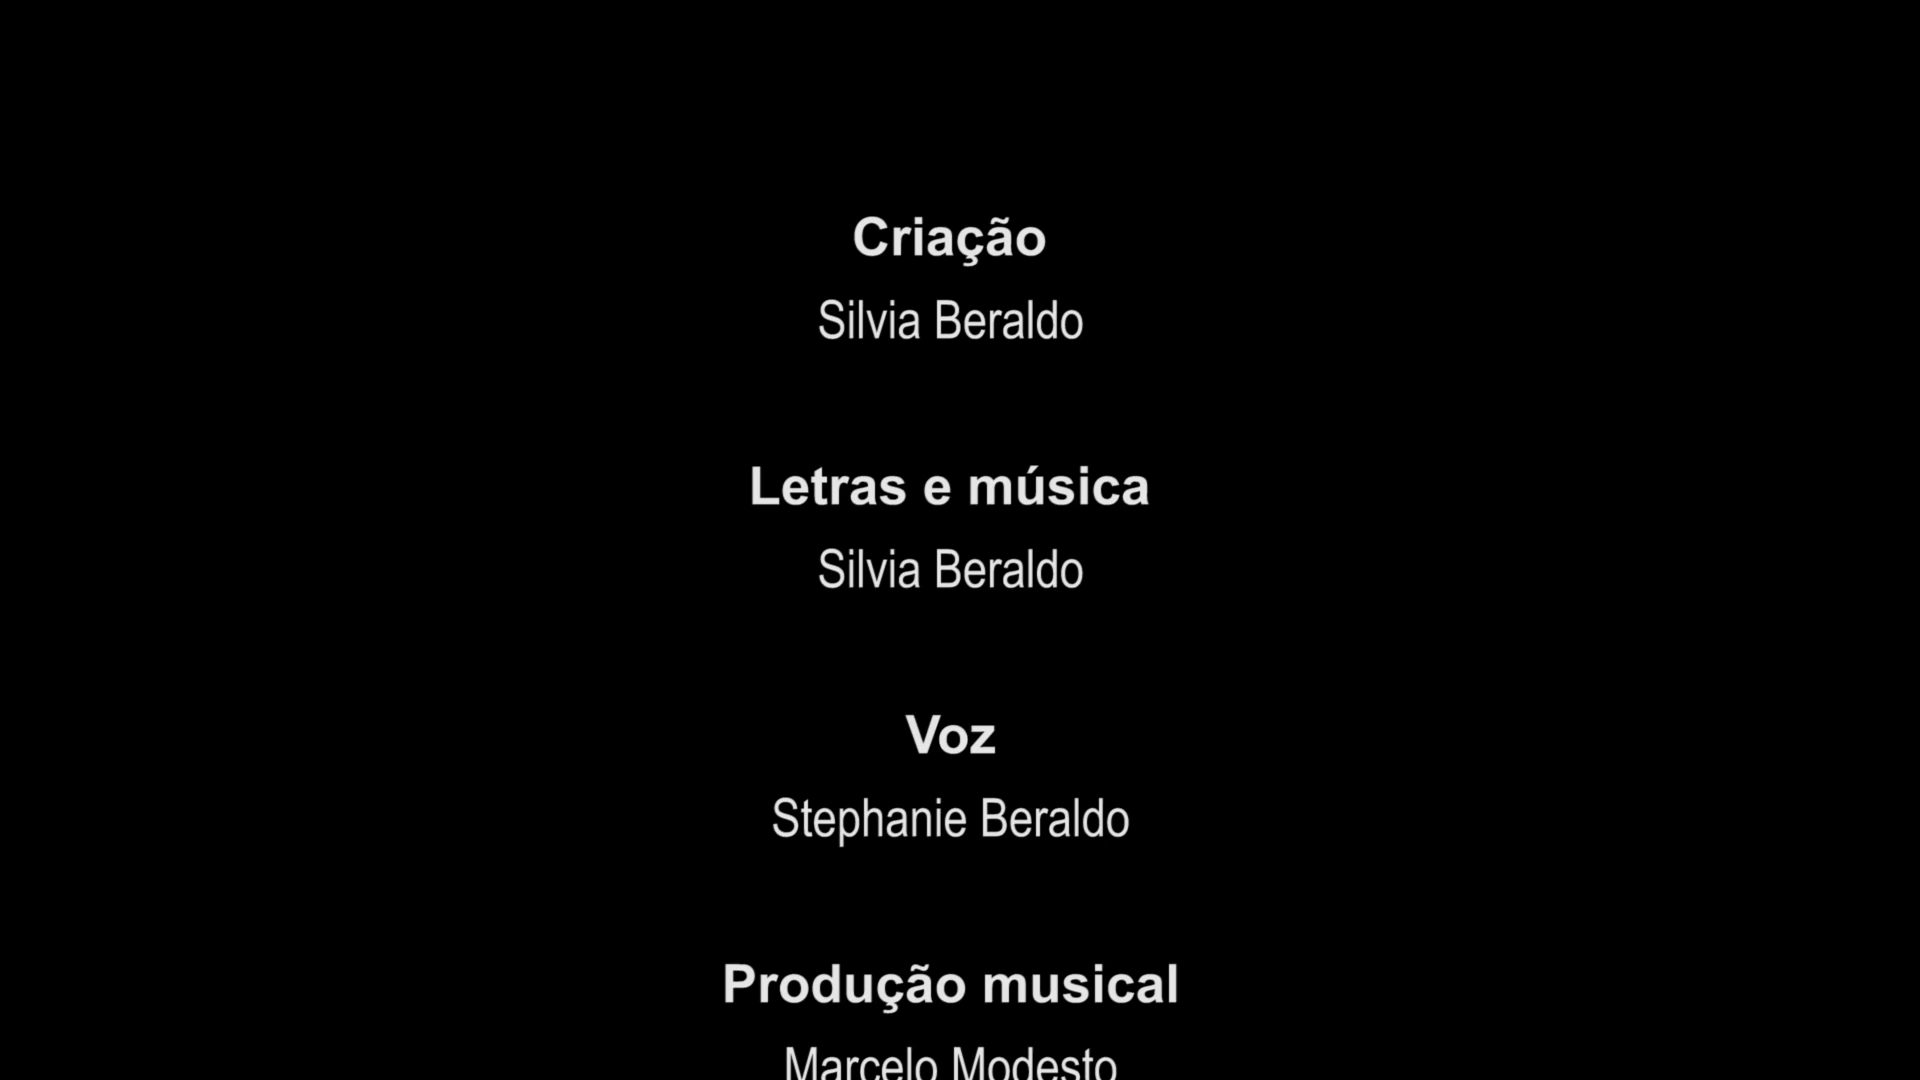 Criação
Silvia Beraldo
Letras e música
Silvia Beraldo
Voz
Stephanie Beraldo
Produção musical
Marcelo Modesto